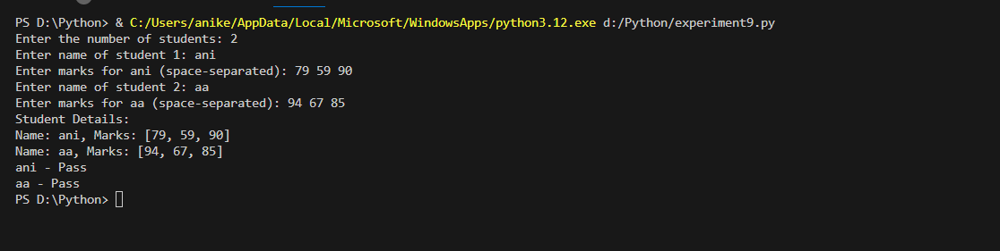 PS D:\Python> & C:/Users/anike/AppData/Local/Microsoft/WindowsApps/python3.12.exe d:/Python/experiment9.py
Enter the number of students: 2
Enter name of student 1: ani
Enter marks for ani (space-separated): 79 59 90
Enter name of student 2: aa
Enter marks for aa (space-separated): 94 67 85
Student Details:
Name: ani, Marks: [79, 59, 90]
Name: aa, Marks: [94, 67, 85]
ani - Pass
aa - Pass
PS D:\Python>